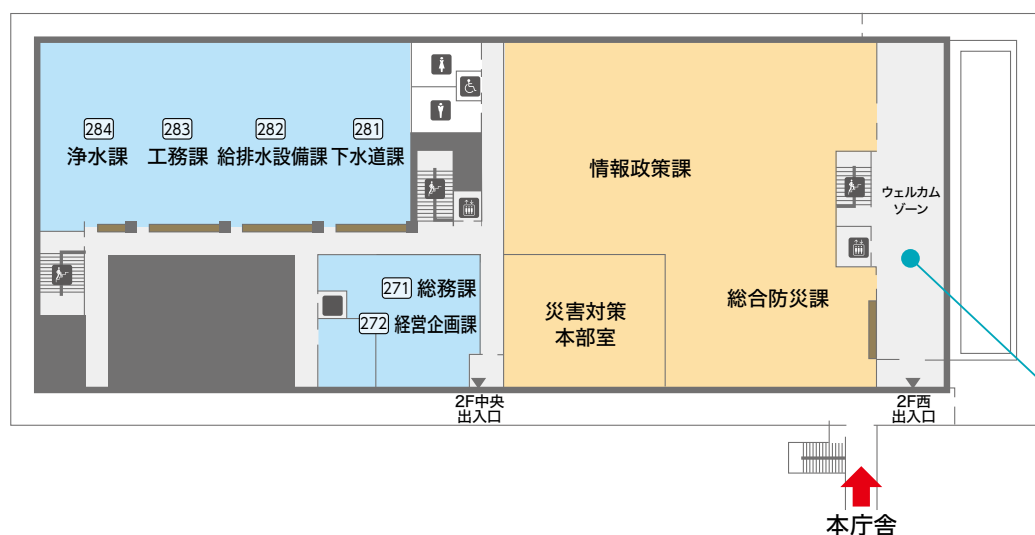 284
浄水課
283
工務課
282
給排水設備課
281
下水道課
情報政策課
ウェルカム
ゾーン
271 総務課
272 経営企画課
災害対策
本部室
総合防災課
2F中央
出入口
2F西
出入口
本庁舎